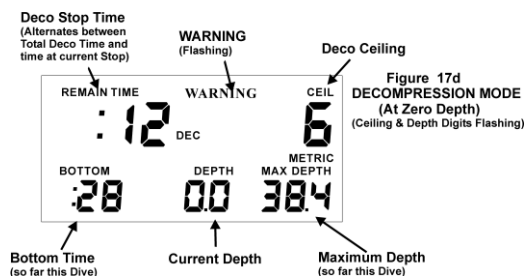 Deco Stop Time
(Alternates between
Total Deco Time and
time at current Stop)
WARNING
(Flashing)
Deco Ceiling
Figure 17d
DECOMPRESSION MODE
(At Zero Depth)
(Ceiling & Depth Digits Flashing)
REMAIN TIME
WARNING
CEIL
:12 DEC
6
METRIC
BOTTOM
DEPTH
MAX DEPTH
:28
0.0
38.4
Bottom Time
(so far this Dive)
Current Depth
Maximum Depth
(so far this Dive)